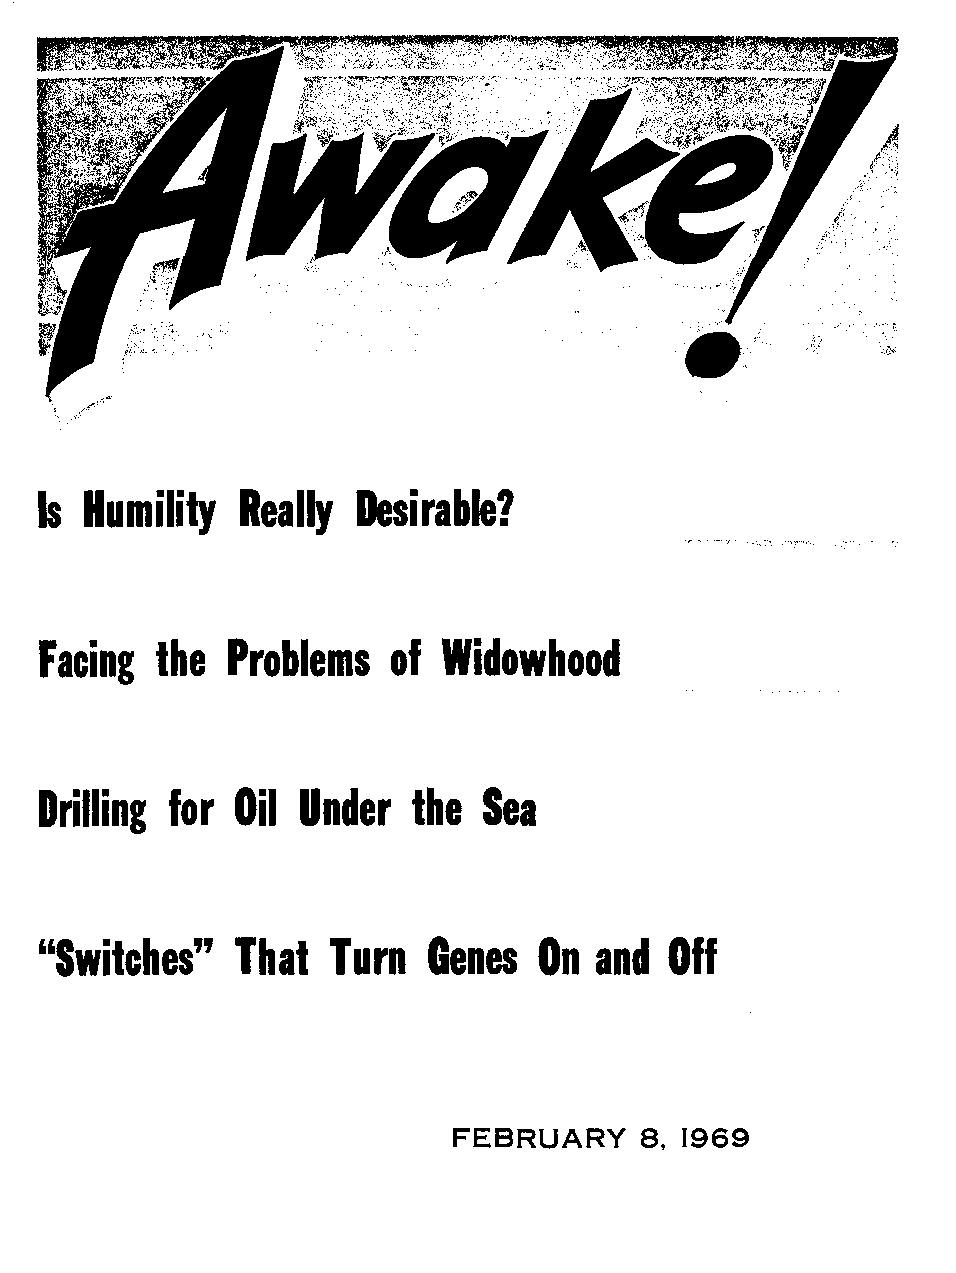 Awake!
Is Humility Really Desirable?
Facing the Problems of Widowhood
Drilling for Oil Under the Sea
“Switches” That Turn Genes On and Off
FEBRUARY 8, 1969